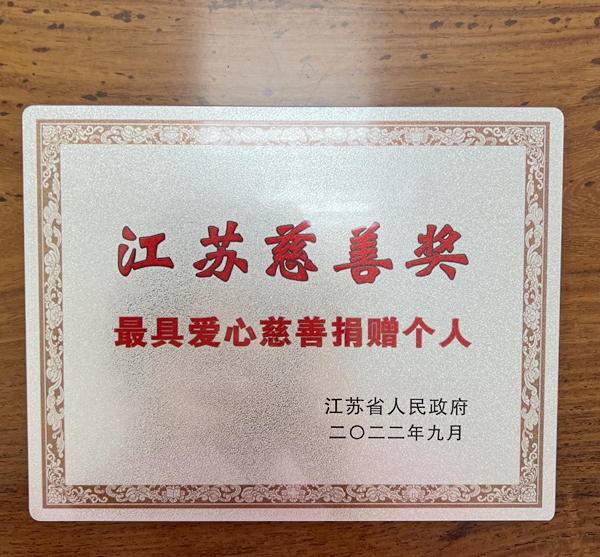 江苏慈善奖
最具爱心慈善捐赠个人
江苏省人民政府
二〇二二年九月